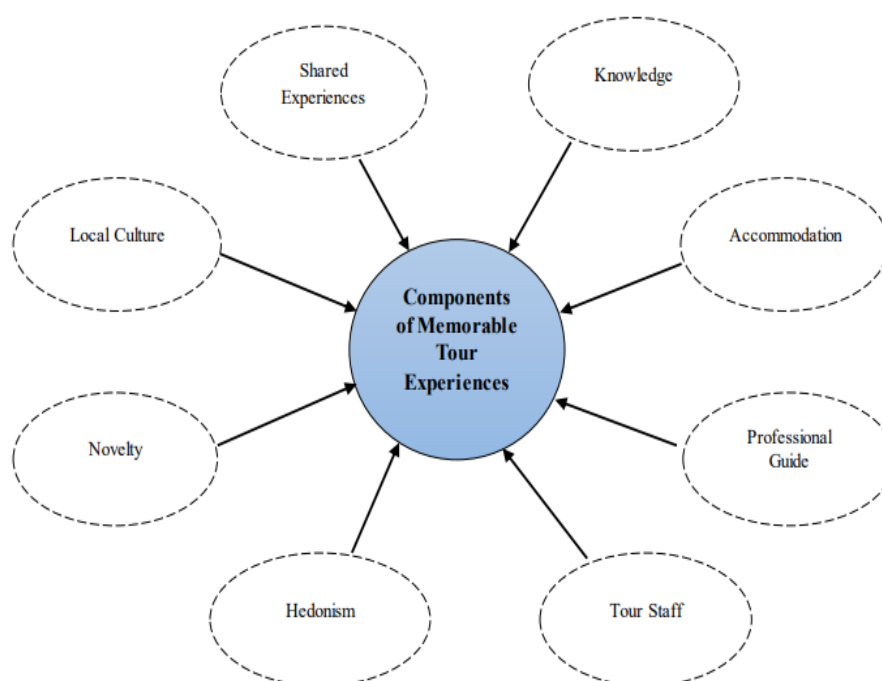 Shared
Experiences
Knowledge
Local Culture
Accommodation
Components
of Memorable
Tour
Experiences
Novelty
Professional
Guide
Hedonism
Tour Staff